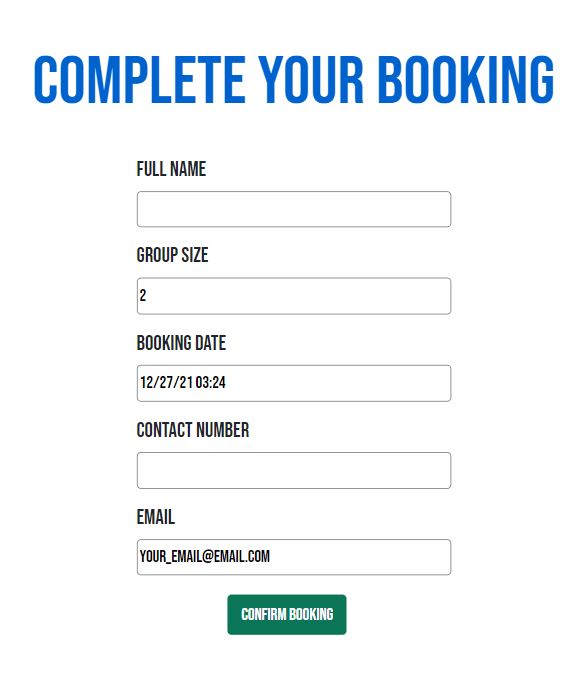 COMPLETE YOUR BOOKING
FULL NAME
GROUP SIZE
2
BOOKING DATE
12/27/21 03:24
CONTACT NUMBER
EMAIL
YOUR_EMAIL@EMAIL.COM
CONFIRM BOOKING